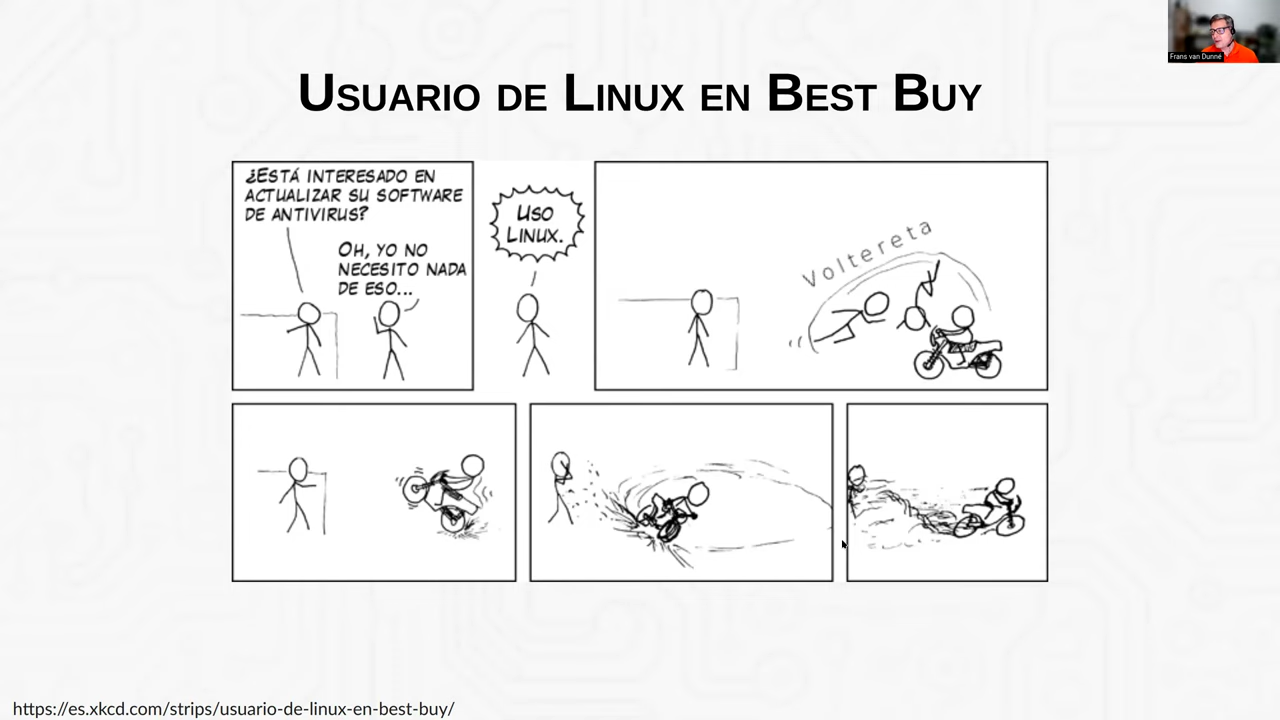 Frans van Dunné
Usuario de Linux en Best Buy
¿ESTÁ INTERESADO EN
ACTUALIZAR SU SOFTWARE
DE ANTIVIRUS?
OH, YO NO
NECESITO NADA
DE ESO...
USO
LINUX.
Voltereta
https://es.xkcd.com/strips/usuario-de-linux-en-best-buy/